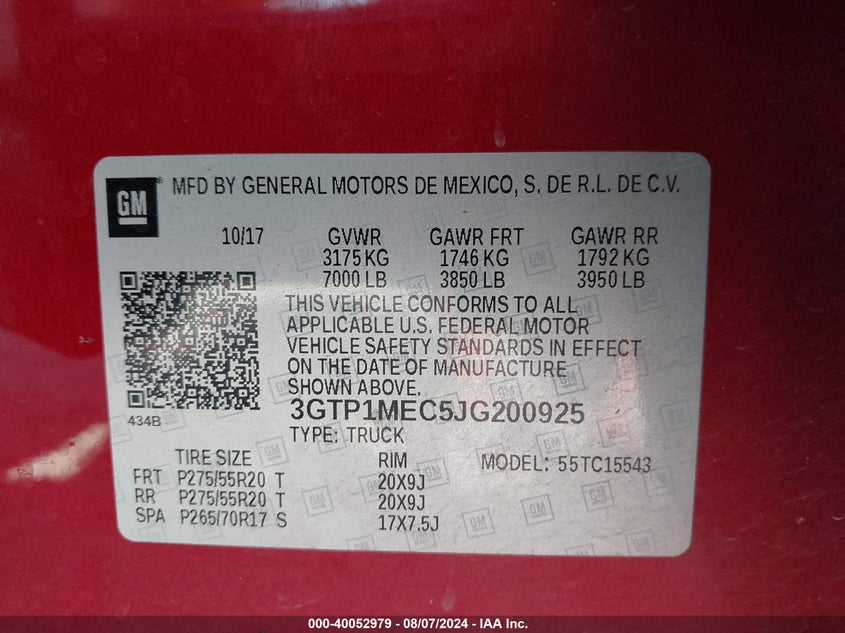 GM
MFD BY GENERAL MOTORS DE MEXICO, S. DE R.L. DE C.V.
10/17 GVWR GAWR FRT GAWR RR
3175 KG 1746 KG 1792 KG
7000 LB 3850 LB 3950 LB
THIS VEHICLE CONFORMS TO ALL
APPLICABLE U.S. FEDERAL MOTOR
VEHICLE SAFETY STANDARDS IN EFFECT
ON THE DATE OF MANUFACTURE
SHOWN ABOVE.
434B
3GTP1MEC5JG200925
TYPE: TRUCK
TIRE SIZE RIM MODEL: 55TC15543
FRT P275/55R20 T 20X9J
RR P275/55R20 T 20X9J
SPA P265/70R17 S 17X7.5J
000-40052979 - 08/07/2024 - IAA Inc.